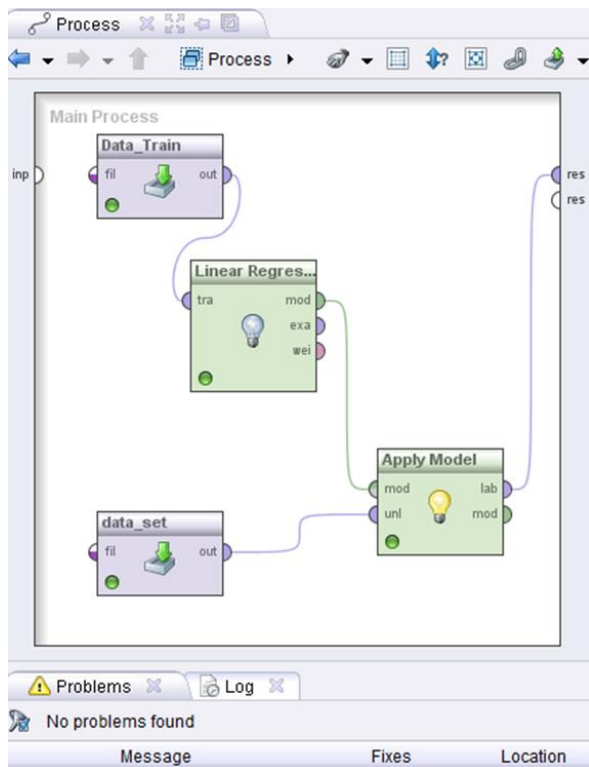 Process
Process
Main Process
Data_Train
inp
fil
out
res
res
Linear Regres...
tra
mod
exa
wei
Apply Model
mod
lab
unl
mod
data_set
fil
out
Problems
Log
No problems found
Message Fixes Location